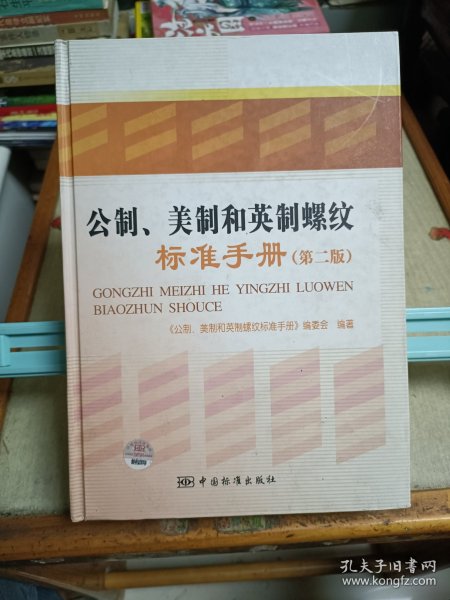 公制、美制和英制螺纹
标准手册(第二版)
GONGZHI MEIZHI HE YINGZHI LUOWEN
BIAOZHUN SHOUCE
《公制、美制和英制螺纹标准手册》编委会 编著
中国标准出版社
孔夫子旧书网
www.kongfz.com